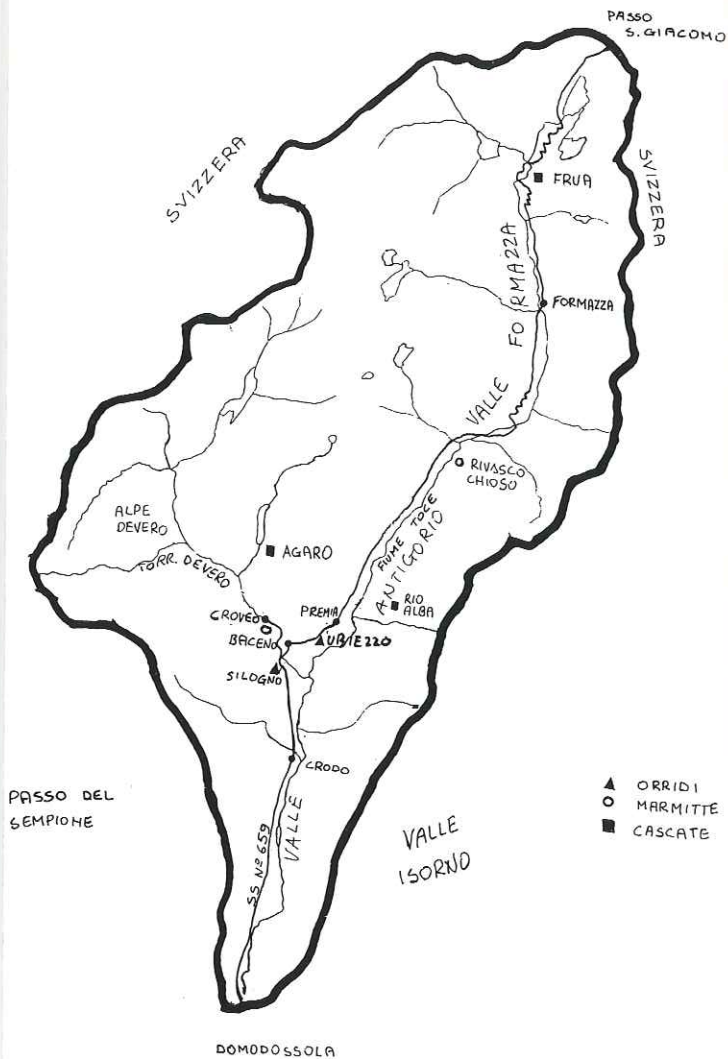 PASSO
S. GIACOMO
SVIZZERA
SVIZZERA
FRUA
FORMAZZA
VALLE FORMAZZA
RIVASCO
CHIOSO
ALPE
DEVERO
AGARO
TORR. DEVERO
FIUME TOCE
ANTIGORIO
RIO
ALBA
PREMIA
CROVEO
BACENO
UBIEZZO
SILOGNO
CRODO
PASSO DEL
SEMPIONE
VALLE
SS Nº 659
VALLE
ISORNO
ORRIDI
MARMITTE
CASCATE
DOMODOSSOLA